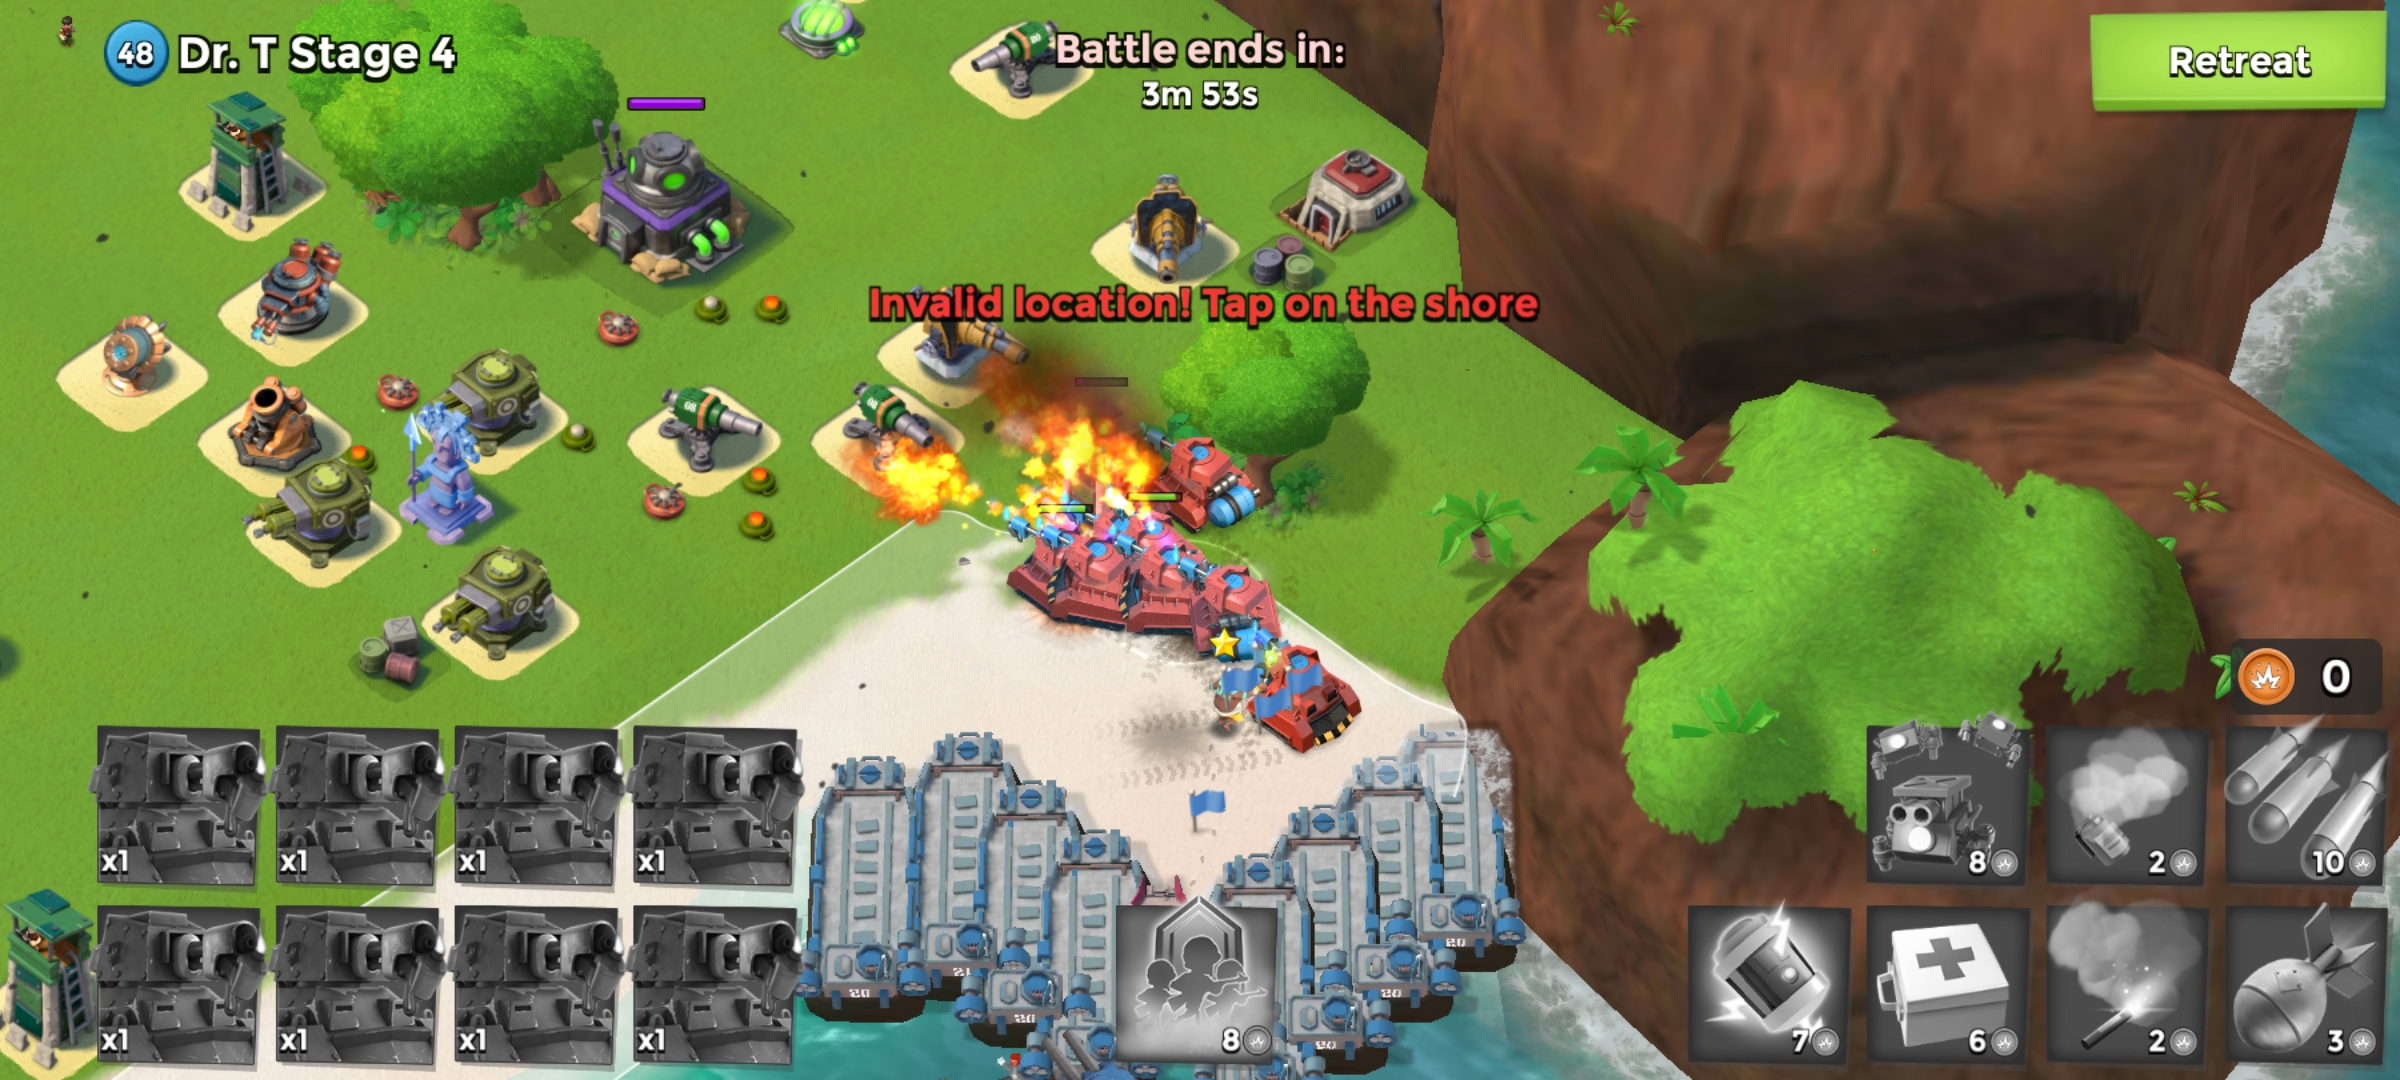 48 Dr. T Stage 4
Battle ends in:
3m 53s
Retreat
Invalid location! Tap on the shore
0
x1 x1 x1 x1
8 2 10
x1 x1 x1 x1
8
7 6 2 3